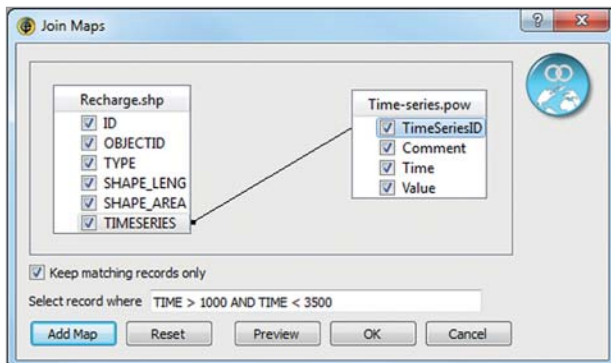 Join Maps
Recharge.shp
ID
OBJECTID
TYPE
SHAPE_LENG
SHAPE_AREA
TIMESERIES
Time-series.pow
TimeSeriesID
Comment
Time
Value
Keep matching records only
Select record where TIME > 1000 AND TIME < 3500
Add Map Reset Preview OK Cancel